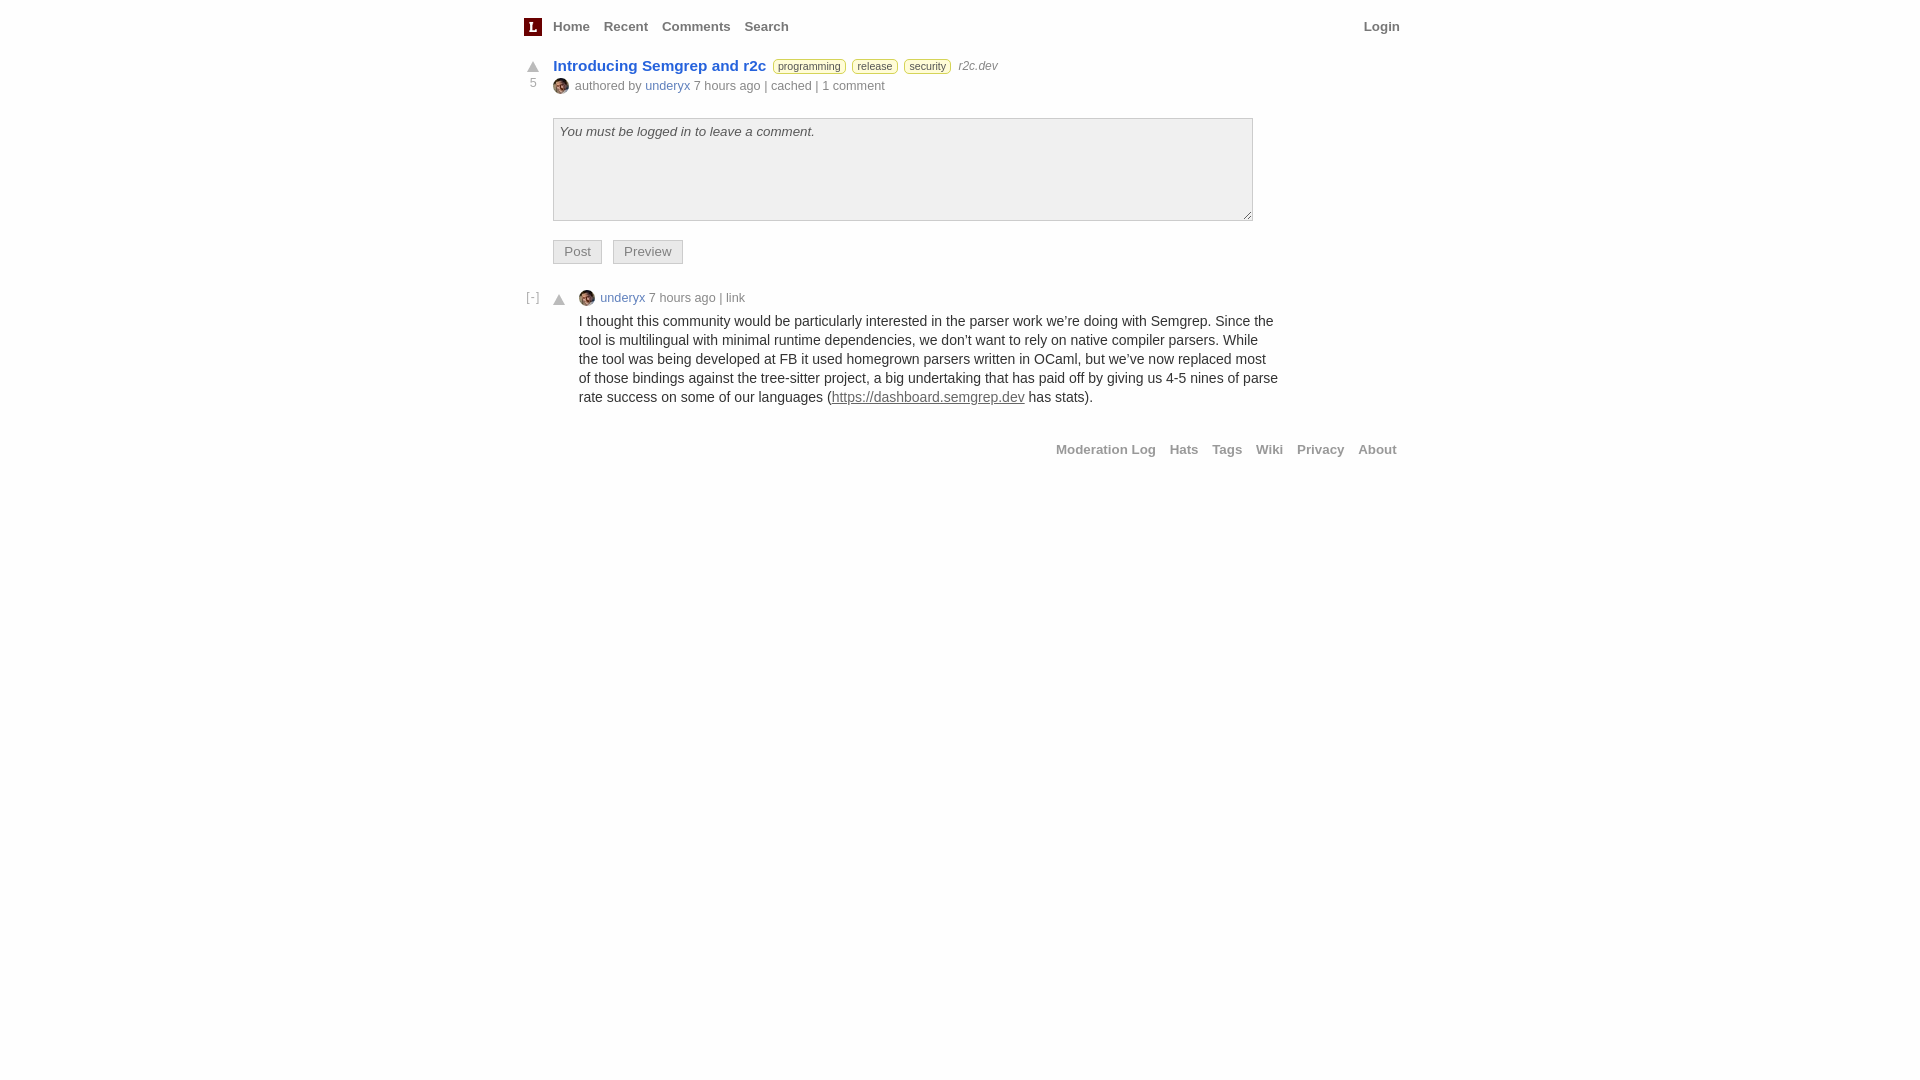 L Home Recent Comments Search Login
Introducing Semgrep and r2c programming release security r2c.dev
5
authored by underyx 7 hours ago | cached | 1 comment
You must be logged in to leave a comment.
Post Preview
[-] underyx 7 hours ago | link
I thought this community would be particularly interested in the parser work we’re doing with Semgrep. Since the
tool is multilingual with minimal runtime dependencies, we don’t want to rely on native compiler parsers. While
the tool was being developed at FB it used homegrown parsers written in OCaml, but we’ve now replaced most
of those bindings against the tree-sitter project, a big undertaking that has paid off by giving us 4-5 nines of parse
rate success on some of our languages (https://dashboard.semgrep.dev has stats).
Moderation Log Hats Tags Wiki Privacy About